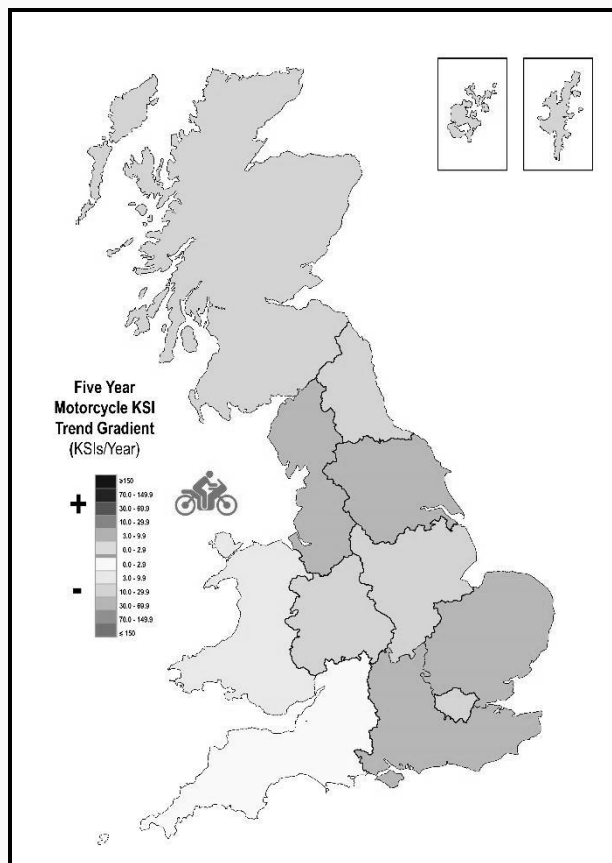 Five Year
Motorcycle KSI
Trend Gradient
(KSIs/Year)
+
≥150
70.0 - 149.9
30.0 - 69.9
10.0 - 29.9
3.0 - 9.9
0.0 - 2.9
0.0 - 2.9
3.0 - 9.9
10.0 - 29.9
30.0 - 69.9
70.0 - 149.9
≤ 150
-